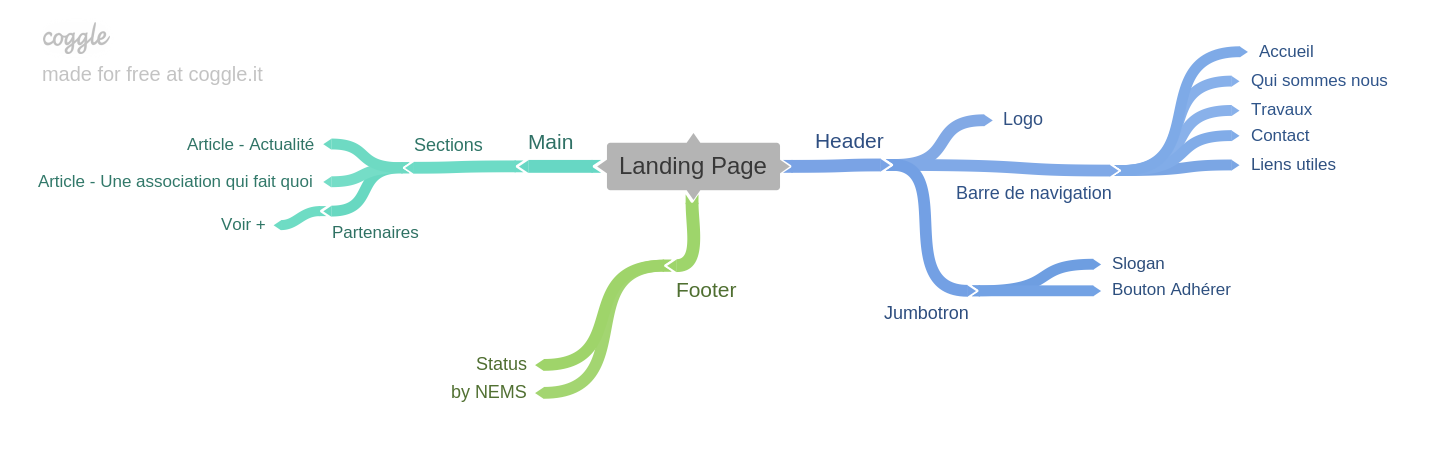 coggle
made for free at coggle.it
Landing Page
Header
Logo
Barre de navigation
Accueil
Qui sommes nous
Travaux
Contact
Liens utiles
Jumbotron
Slogan
Bouton Adhérer
Main
Sections
Article - Actualité
Article - Une association qui fait quoi
Partenaires
Voir +
Footer
Status
by NEMS